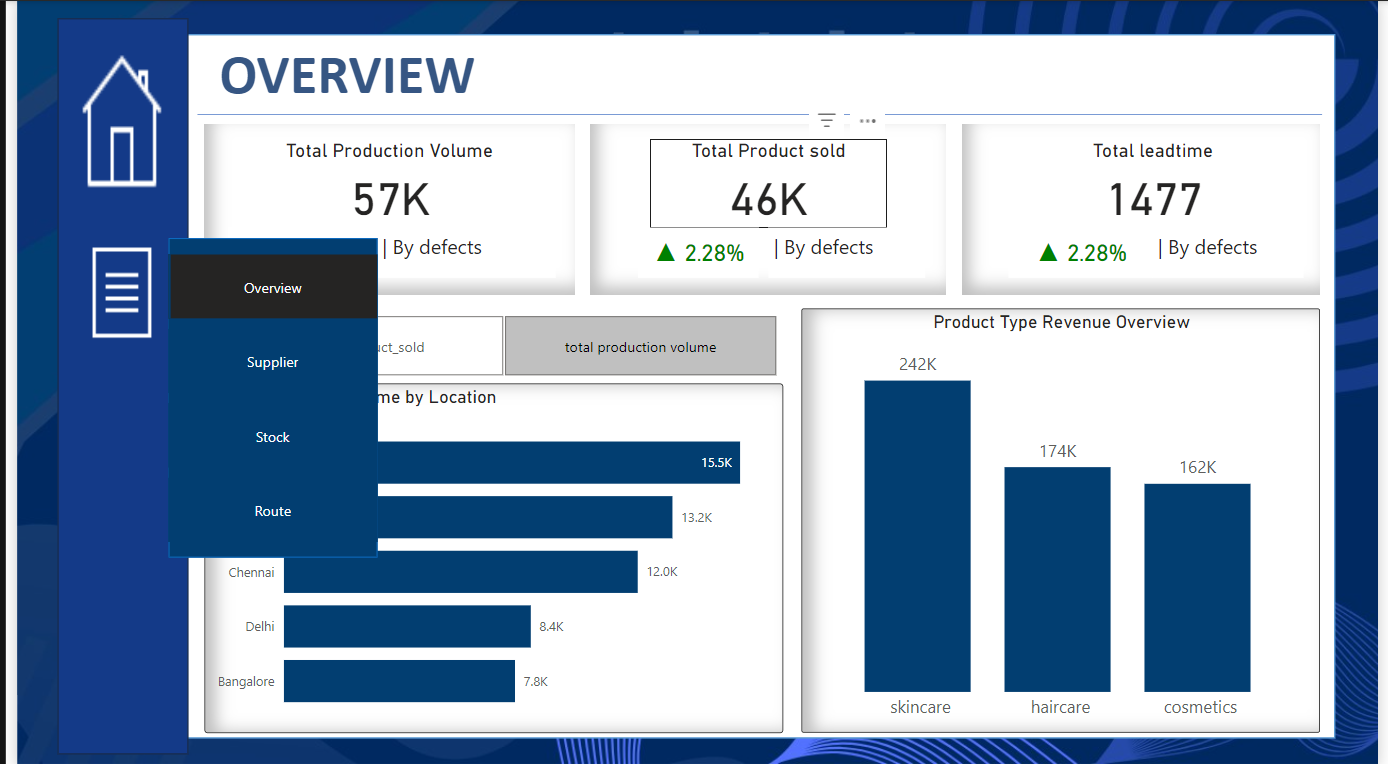 OVERVIEW
Total Production Volume
57K
| By defects
Total Product sold
46K
▲ 2.28%
| By defects
Total leadtime
1477
▲ 2.28%
| By defects
Overview
Supplier
Stock
Route
total production volume
by Location
15.5K
13.2K
Chennai
12.0K
Delhi
8.4K
Bangalore
7.8K
Product Type Revenue Overview
242K
174K
162K
skincare
haircare
cosmetics